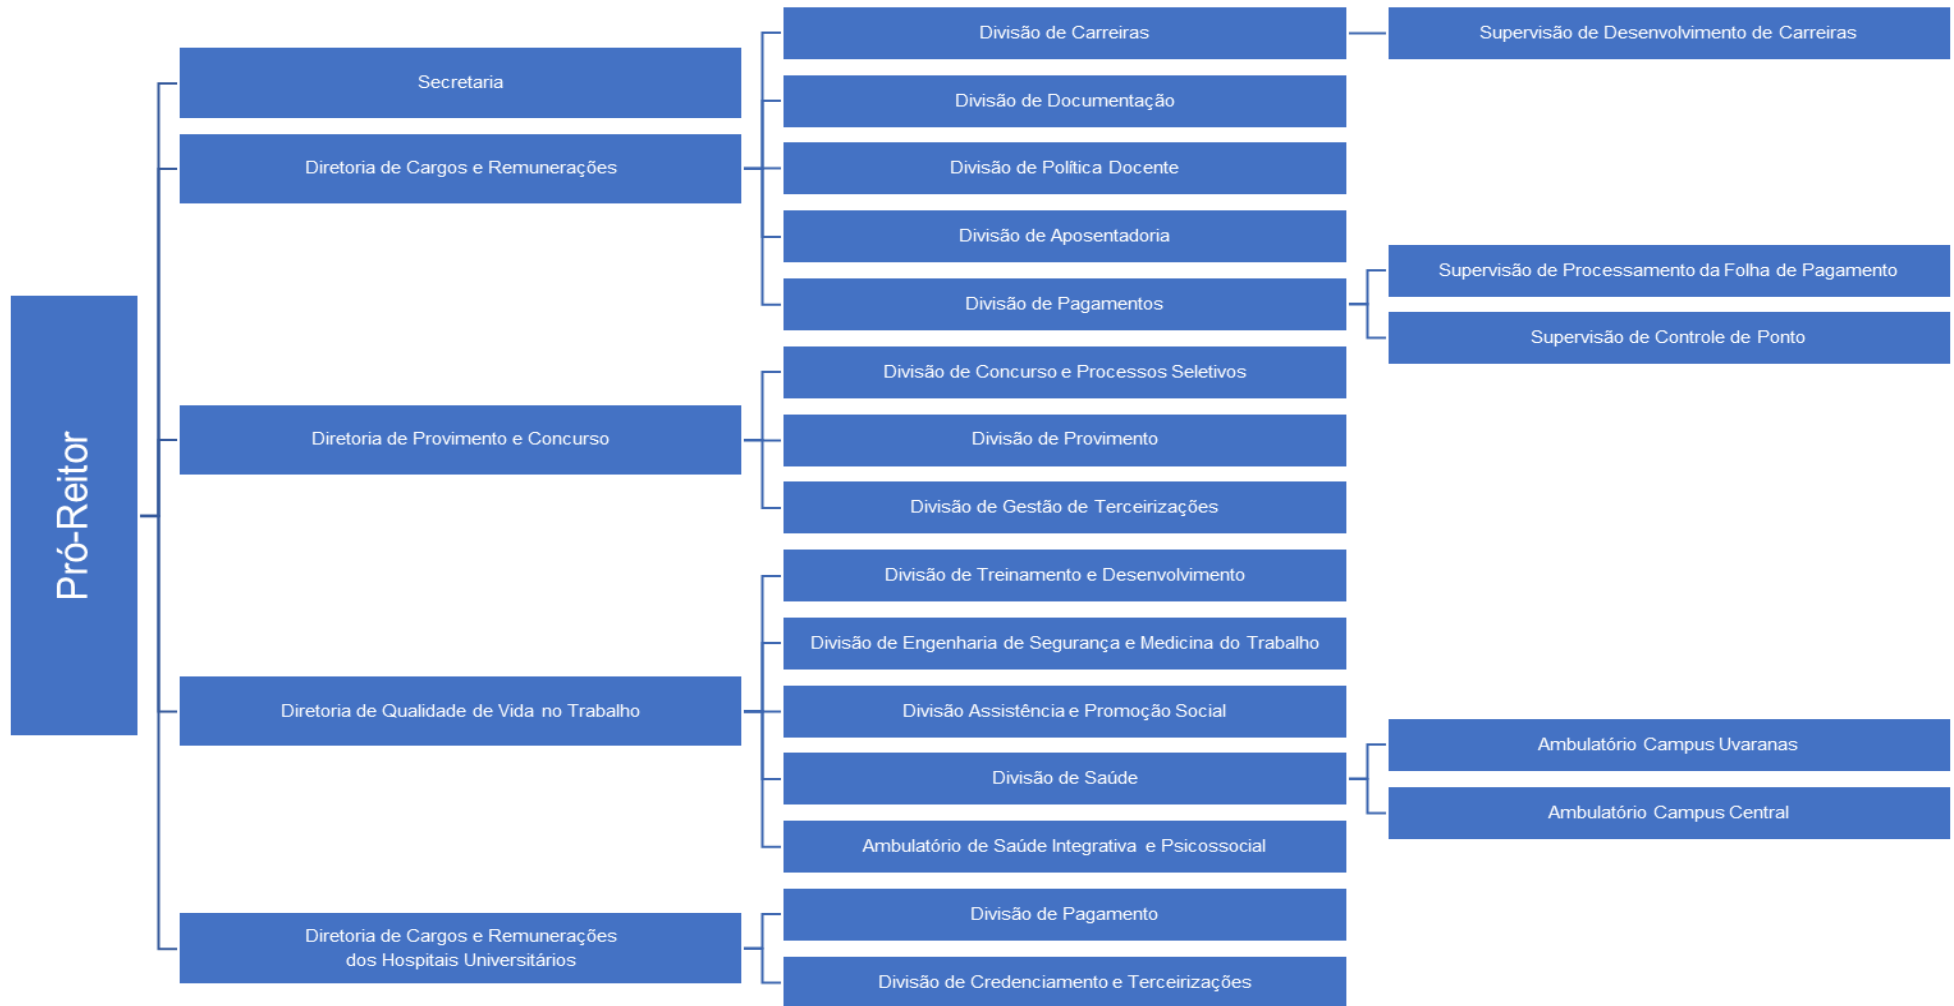 Pró-Reitor
Secretaria
Diretoria de Cargos e Remunerações
Divisão de Carreiras
Supervisão de Desenvolvimento de Carreiras
Divisão de Documentação
Divisão de Política Docente
Divisão de Aposentadoria
Divisão de Pagamentos
Supervisão de Processamento da Folha de Pagamento
Supervisão de Controle de Ponto
Diretoria de Provimento e Concurso
Divisão de Concurso e Processos Seletivos
Divisão de Provimento
Divisão de Gestão de Terceirizações
Diretoria de Qualidade de Vida no Trabalho
Divisão de Treinamento e Desenvolvimento
Divisão de Engenharia de Segurança e Medicina do Trabalho
Divisão Assistência e Promoção Social
Divisão de Saúde
Ambulatório Campus Uvaranas
Ambulatório Campus Central
Ambulatório de Saúde Integrativa e Psicossocial
Diretoria de Cargos e Remunerações
dos Hospitais Universitários
Divisão de Pagamento
Divisão de Credenciamento e Terceirizações